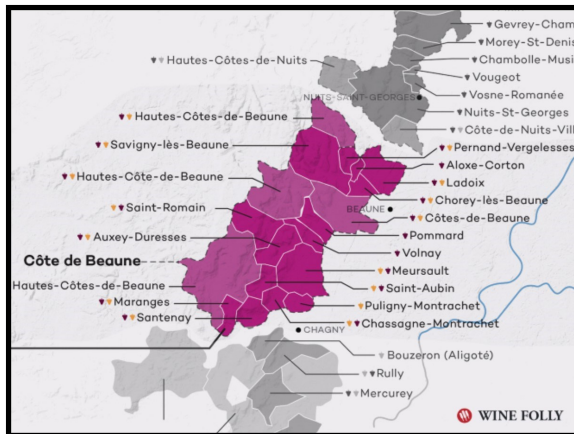 Gevrey-Cham
Morey-St-Denis
Hautes-Côtes-de-Nuits
Chambolle-Musi
Vougeot
NUITS-SAINT-GEORGES
Vosne-Romanée
Hautes-Côtes-de-Beaune
Nuits-St-Georges
Côte-de-Nuits-Vill
Savigny-lès-Beaune
Pernand-Vergelesses
Aloxe-Corton
Hautes-Côte-de-Beaune
Ladoix
Chorey-lès-Beaune
Saint-Romain
BEAUNE
Côtes-de-Beaune
Auxey-Duresses
Pommard
Volnay
Côte de Beaune
Meursault
Hautes-Côtes-de-Beaune
Saint-Aubin
Maranges
Puligny-Montrachet
Santenay
Chassagne-Montrachet
CHAGNY
Bouzeron (Aligoté)
Rully
Mercurey
WINE FOLLY